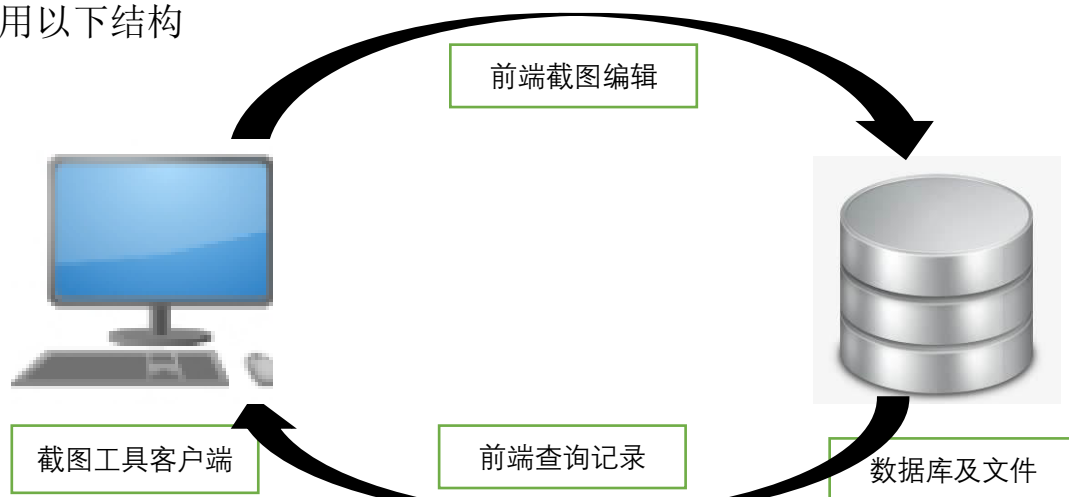 用以下结构
前端截图编辑
截图工具客户端
前端查询记录
数据库及文件